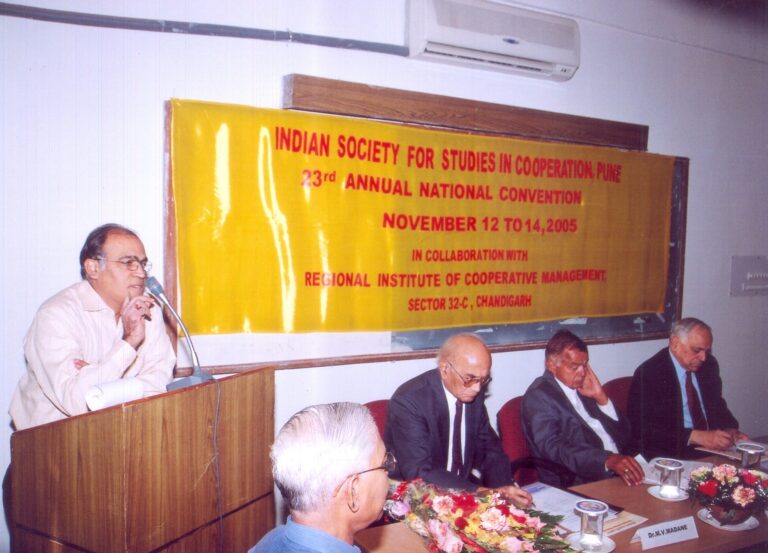 INDIAN SOCIETY FOR STUDIES IN COOPERATION, PUNE
23rd ANNUAL NATIONAL CONVENTION
NOVEMBER 12 TO 14, 2005
IN COLLABORATION WITH
REGIONAL INSTITUTE OF COOPERATIVE MANAGEMENT,
SECTOR 32-C, CHANDIGARH
Dr.M.V.MADANE